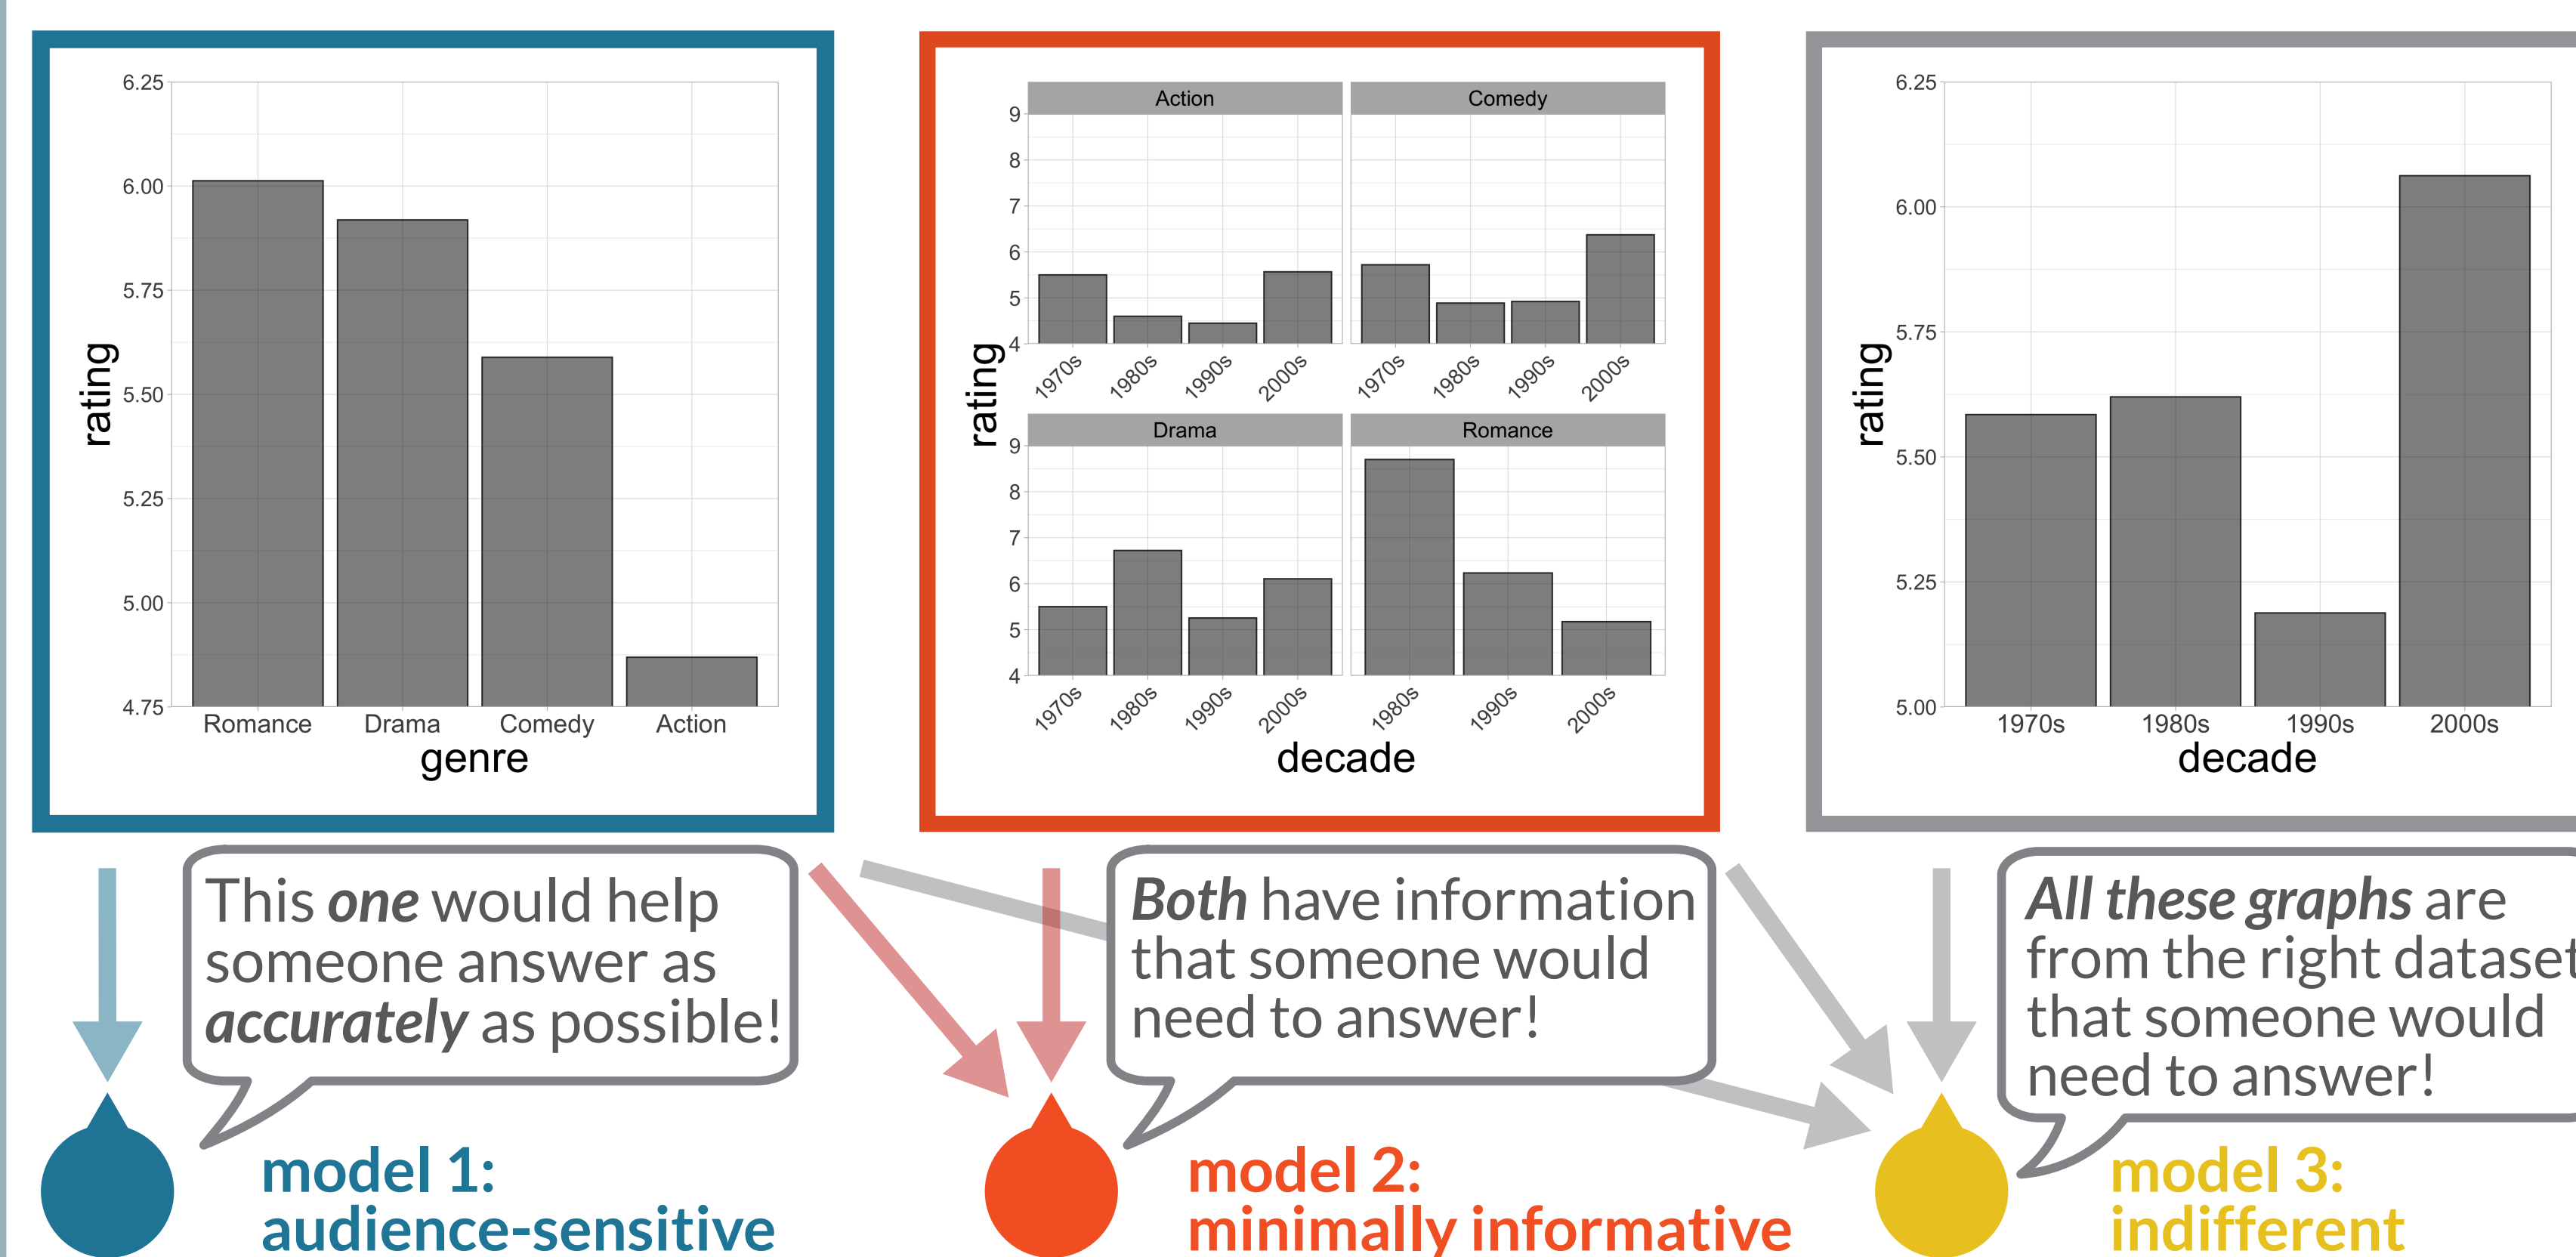 6.25
6.00
5.75
5.50
5.25
5.00
4.75
rating
Romance Drama Comedy Action
genre
Action Comedy
9
8
7
6
5
4
1970s 1980s 1990s 2000s 1970s 1980s 1990s 2000s
rating
Drama Romance
9
8
7
6
5
4
1970s 1980s 1990s 2000s 1980s 1990s 2000s
decade
6.25
6.00
5.75
5.50
5.25
5.00
rating
1970s 1980s 1990s 2000s
decade
This one would help
someone answer as
accurately as possible!
model 1:
audience-sensitive
Both have information
that someone would
need to answer!
model 2:
minimally informative
All these graphs are
from the right dataset
that someone would
need to answer!
model 3:
indifferent